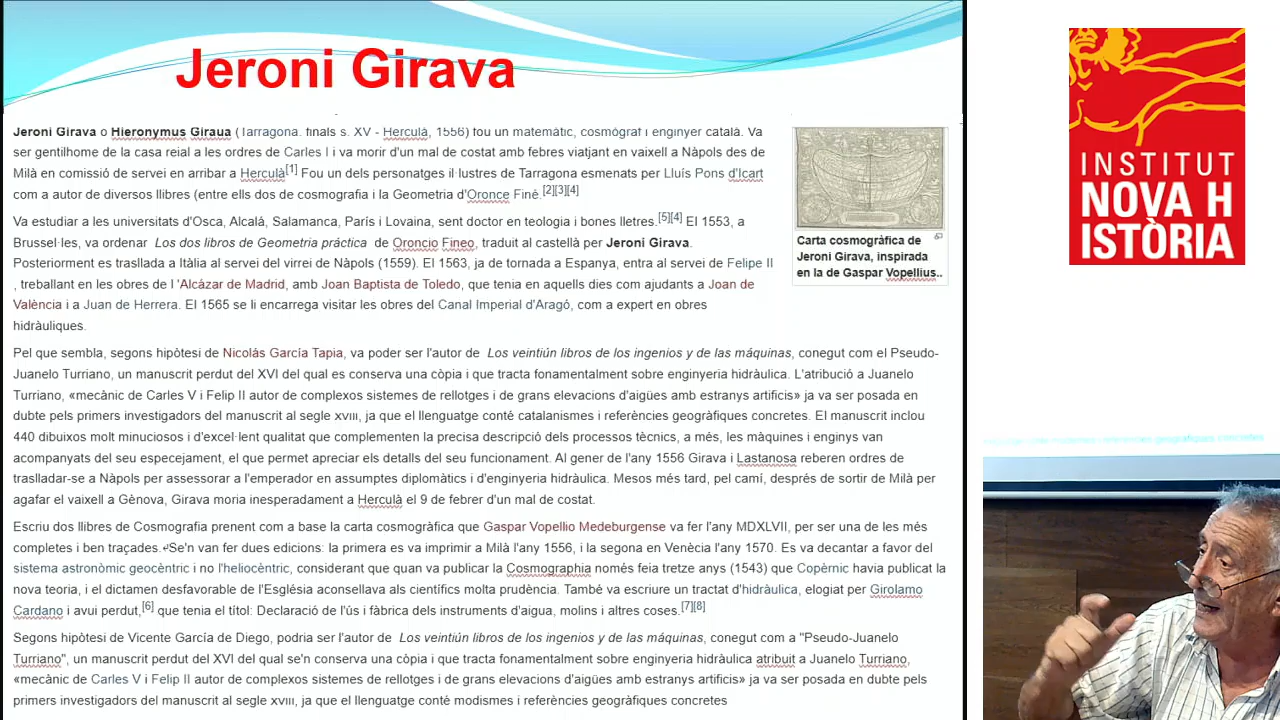 Jeroni Girava
Jeroni Girava o Hieronymus Giraua (Tarragona. finals s. XV - Herculà, 1556) fou un matemàtic, cosmógraf i enginyer català. Va
ser gentilhome de la casa reial a les ordres de Carles I i va morir d'un mal de costat amb febres viatjant en vaixell a Nàpols des de
Milà en comissió de servei en arribar a Herculà[1] Fou un dels personatges il·lustres de Tarragona esmentats per Lluís Pons d'Icart
com a autor de diversos llibres (entre ells dos de cosmografia i la Geometria d'Oronce Finé.[2][3][4]
Va estudiar a les universitats d'Osca, Alcalá, Salamanca, París i Lovaina, sent doctor en teologia i bones lletres.[5][4] El 1553, a
Brussel·les, va ordenar Los dos libros de Geometria pràctica de Oroncio Fineo, traduit al castellà per Jeroni Girava.
Posteriorment es trasllada a Itàlia al servei del virrei de Nàpols (1559). El 1563, ja de tornada a Espanya, entra al servei de Felipe II
, treballant en les obres de l 'Alcázar de Madrid, amb Joan Baptista de Toledo, que tenia en aquells dies com ajudants a Joan de
València i a Juan de Herrera. El 1565 se li encarrega visitar les obres del Canal Imperial d'Aragó, com a expert en obres
hidràuliques.
Carta cosmogràfica de
Jeroni Girava, inspirada
en la de Gaspar Vopellius..
Pel que sembla, segons hipòtesi de Nicolás García Tapia, va poder ser l'autor de Los veintiún libros de los ingenios y de las máquinas, conegut com el Pseudo-
Juanelo Turriano, un manuscrit perdut del XVI del qual es conserva una còpia i que tracta fonamentalment sobre enginyeria hidràulica. L'atribució a Juanelo
Turriano, «mecànic de Carles V i Felip II autor de complexos sistemes de rellotges i de grans elevacions d'aigües amb estranys artificis» ja va ser posada en
dubte pels primers investigadors del manuscrit al segle XVIII, ja que el llenguatge conté catalanismes i referències geogràfiques concretes. El manuscrit inclou
440 dibuixos molt minuciosos i d'excel·lent qualitat que complementen la precisa descripció dels processos tècnics, a més, les màquines i enginys van
acompanyats del seu especejament, el que permet apreciar els detalls del seu funcionament. Al gener de l'any 1556 Girava i Lastanosa reberen ordres de
traslladar-se a Nàpols per assessorar a l'emperador en assumptes diplomàtics i d'enginyeria hidràulica. Mesos més tard, pel camí, després de sortir de Milà per
agafar el vaixell a Gènova, Girava moria inesperadament a Herculà el 9 de febrer d'un mal de costat.
Escriu dos llibres de Cosmografia prenent com a base la carta cosmogràfica que Gaspar Vopellio Medeburgense va fer l'any MDXLVII, per ser una de les més
completes i ben traçades.↵Se'n van fer dues edicions: la primera es va imprimir a Milà l'any 1556, i la segona en Venècia l'any 1570. Es va decantar a favor del
sistema astronòmic geocèntric i no l'heliocèntric, considerant que quan va publicar la Cosmographia només feia tretze anys (1543) que Copèrnic havia publicat la
nova teoria, i el dictamen desfavorable de l'Església aconsellava als científics molta prudència. També va escriure un tractat d'hidràulica, elogiat per Girolamo
Cardano i avui perdut,[6] que tenia el títol: Declaració de l'ús i fàbrica dels instruments d'aigua, molins i altres coses.[7][8]
Segons hipòtesi de Vicente García de Diego, podria ser l'autor de Los veintiún libros de los ingenios y de las máquinas, conegut com a "Pseudo-Juanelo
Turriano", un manuscrit perdut del XVI del qual se'n conserva una còpia i que tracta fonamentalment sobre enginyeria hidràulica atribuit a Juanelo Turriano,
«mecànic de Carles V i Felip II autor de complexos sistemes de rellotges i de grans elevacions d'aigües amb estranys artificis» ja va ser posada en dubte pels
primers investigadors del manuscrit al segle XVIII, ja que el llenguatge conté modismes i referències geogràfiques concretes
INSTITUT
NOVA H
ISTÒRIA